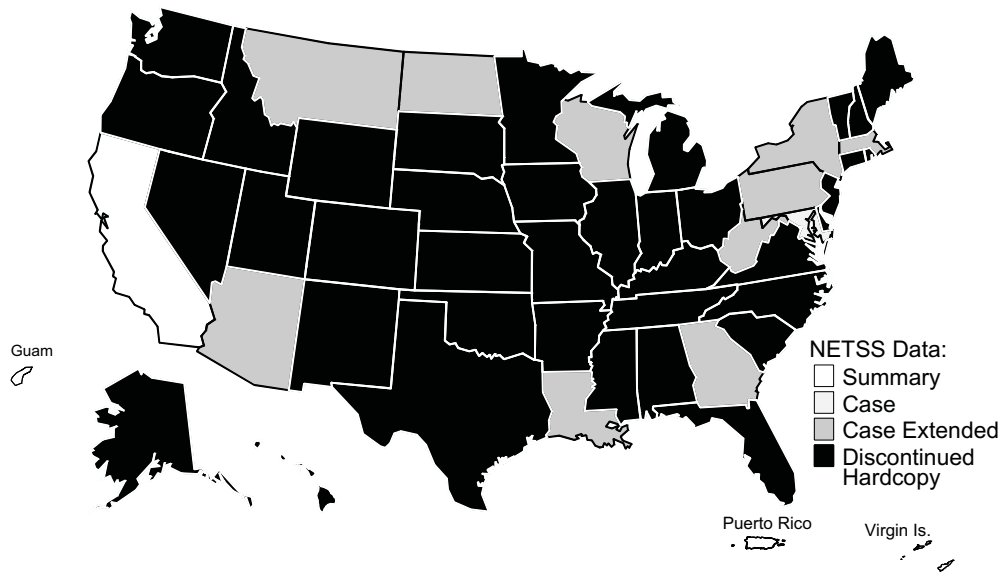 Guam
NETSS Data:
Summary
Case
Case Extended
Discontinued
Hardcopy
Puerto Rico
Virgin Is.